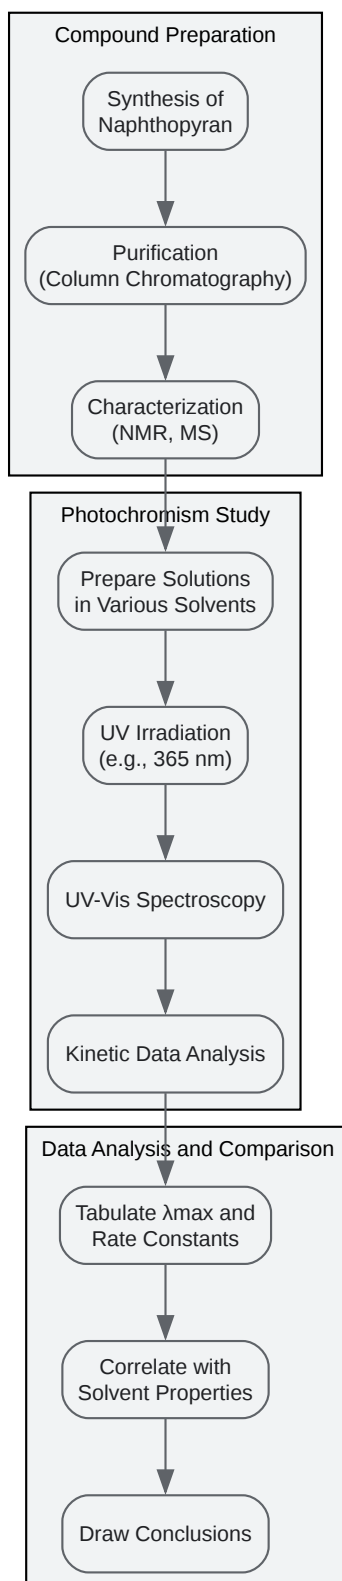 Compound Preparation
Synthesis of
Naphthopyran
Purification
(Column Chromatography)
Characterization
(NMR, MS)
Photochromism Study
Prepare Solutions
in Various Solvents
UV Irradiation
(e.g., 365 nm)
UV-Vis Spectroscopy
Kinetic Data Analysis
Data Analysis and Comparison
Tabulate λmax and
Rate Constants
Correlate with
Solvent Properties
Draw Conclusions